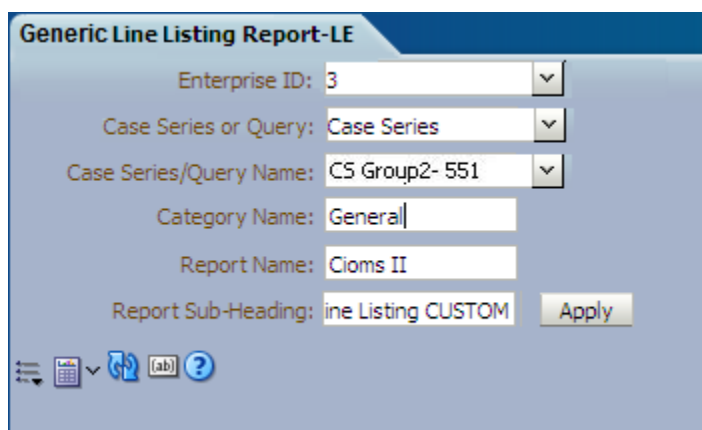 Generic Line Listing Report-LE
Enterprise ID: 3
Case Series or Query: Case Series
Case Series/Query Name: CS Group2- 551
Category Name: General
Report Name: Cioms II
Report Sub-Heading: ine Listing CUSTOM Apply
(ab) ?